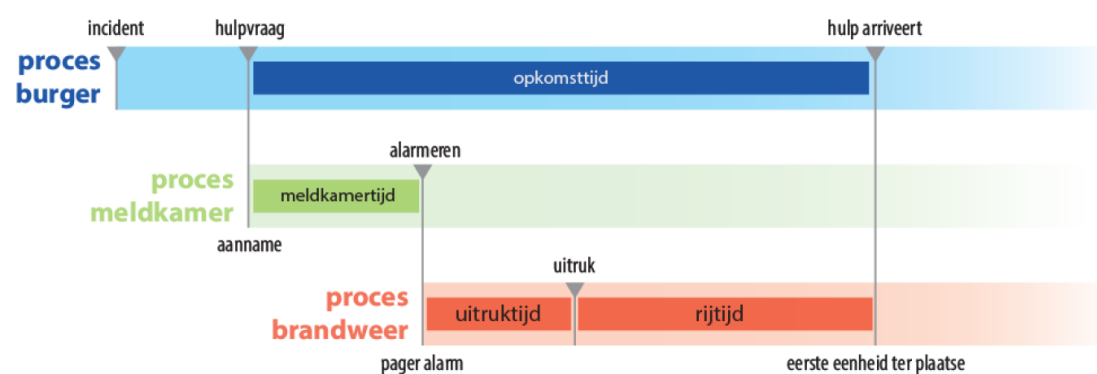 incident
hulpvraag
hulp arriveert
proces
burger
opkomsttijd
alarmeren
proces
meldkamer
meldkamertijd
aanname
uitruk
proces
brandweer
uitruktijd
rijtijd
pager alarm
eerste eenheid ter plaatse